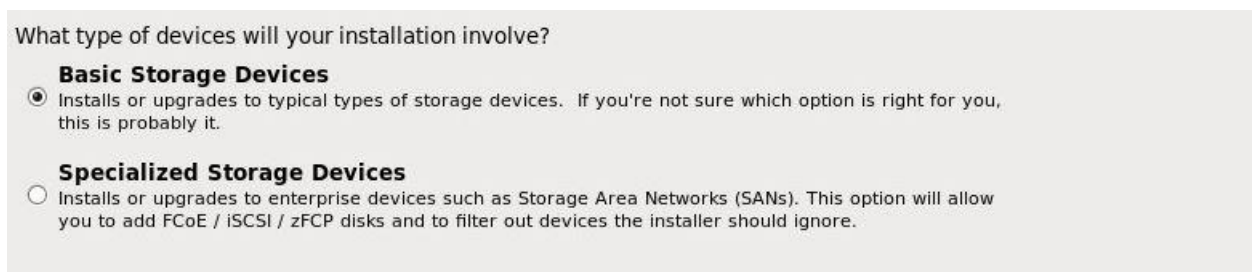 What type of devices will your installation involve?
Basic Storage Devices
Installs or upgrades to typical types of storage devices.  If you're not sure which option is right for you,
this is probably it.
Specialized Storage Devices
Installs or upgrades to enterprise devices such as Storage Area Networks (SANs). This option will allow
you to add FCoE / iSCSI / zFCP disks and to filter out devices the installer should ignore.